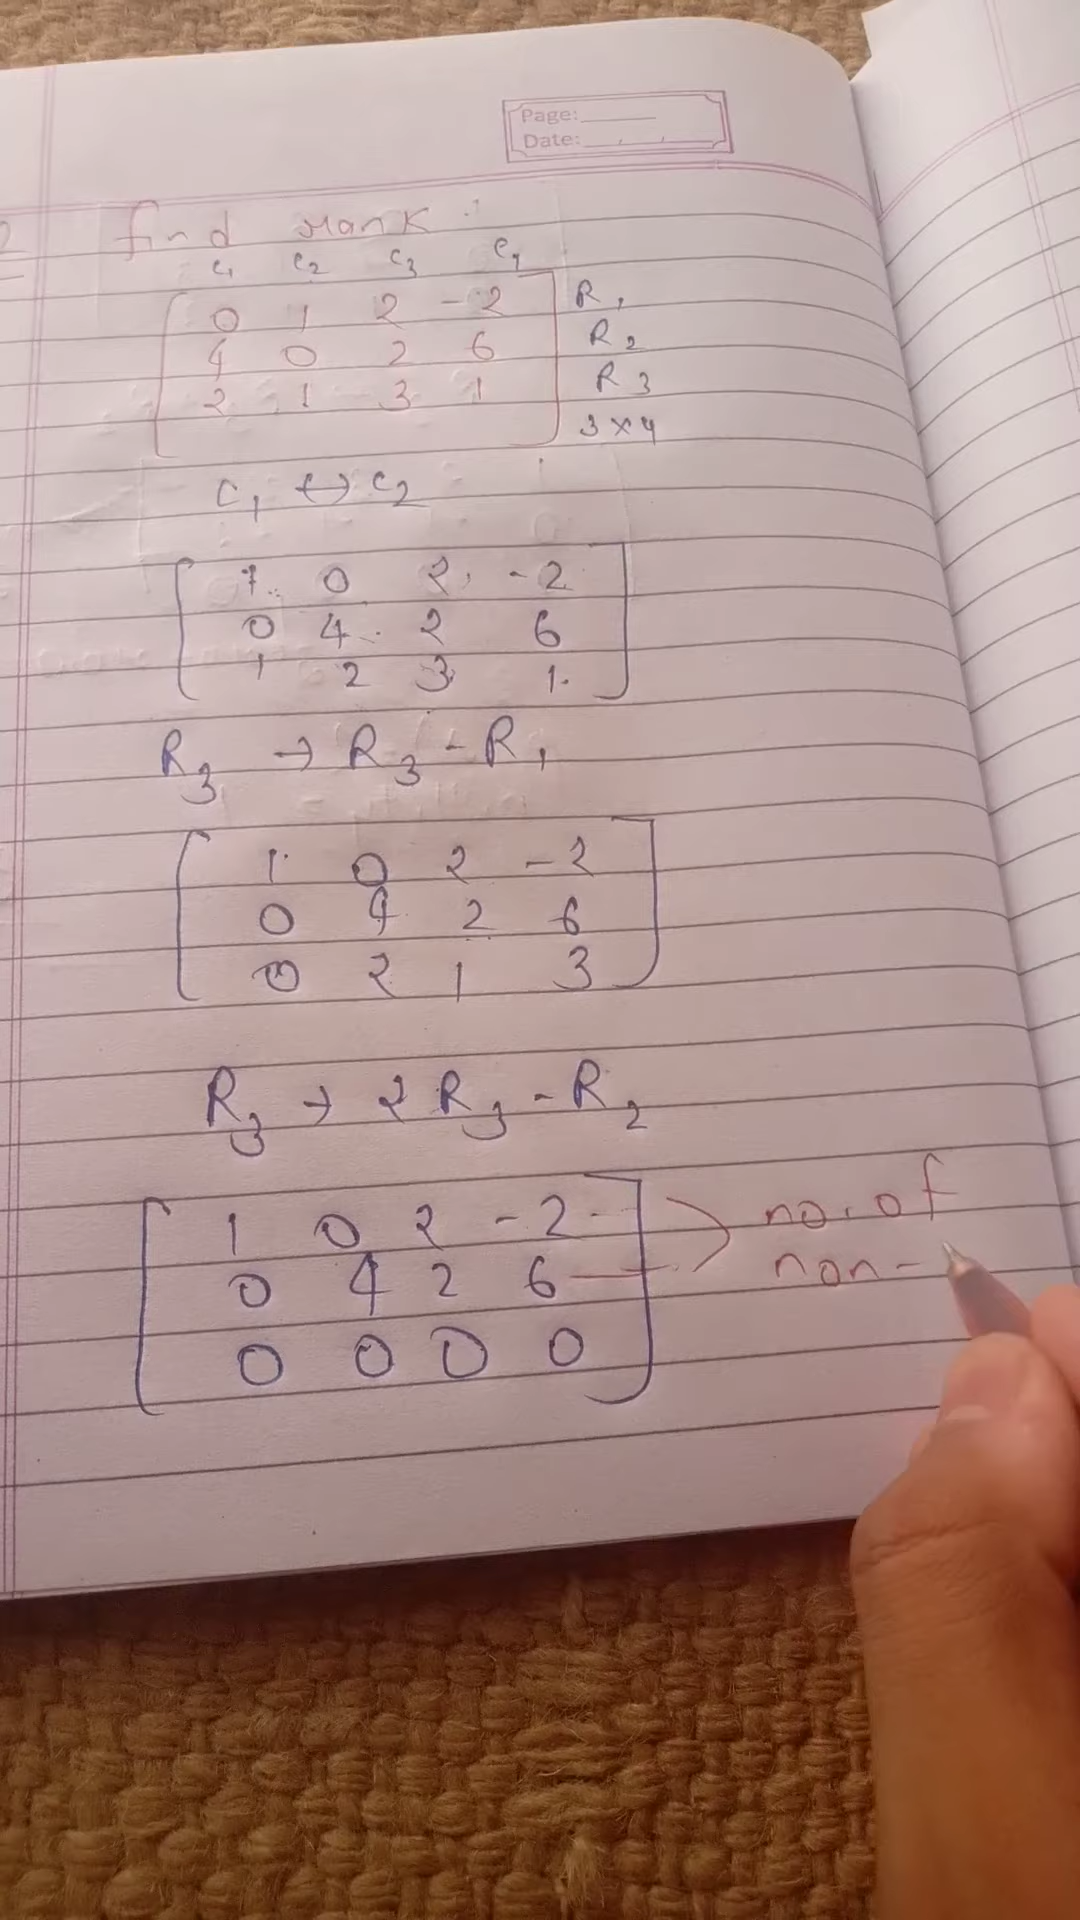 Page:
Date:
2
find rank :
C1 C2 C3 C4
0 1 2 -2 R1
4 0 2 6 R2
2 1 3 1 R3
3×4
C1 ↔ C2
1 0 2 -2
0 4 2 6
1 2 3 1
R3 → R3 - R1
1 0 2 -2
0 4 2 6
0 2 1 3
R3 → 2R3 - R2
1 0 2 -2 no. of
0 4 2 6 non-
0 0 0 0